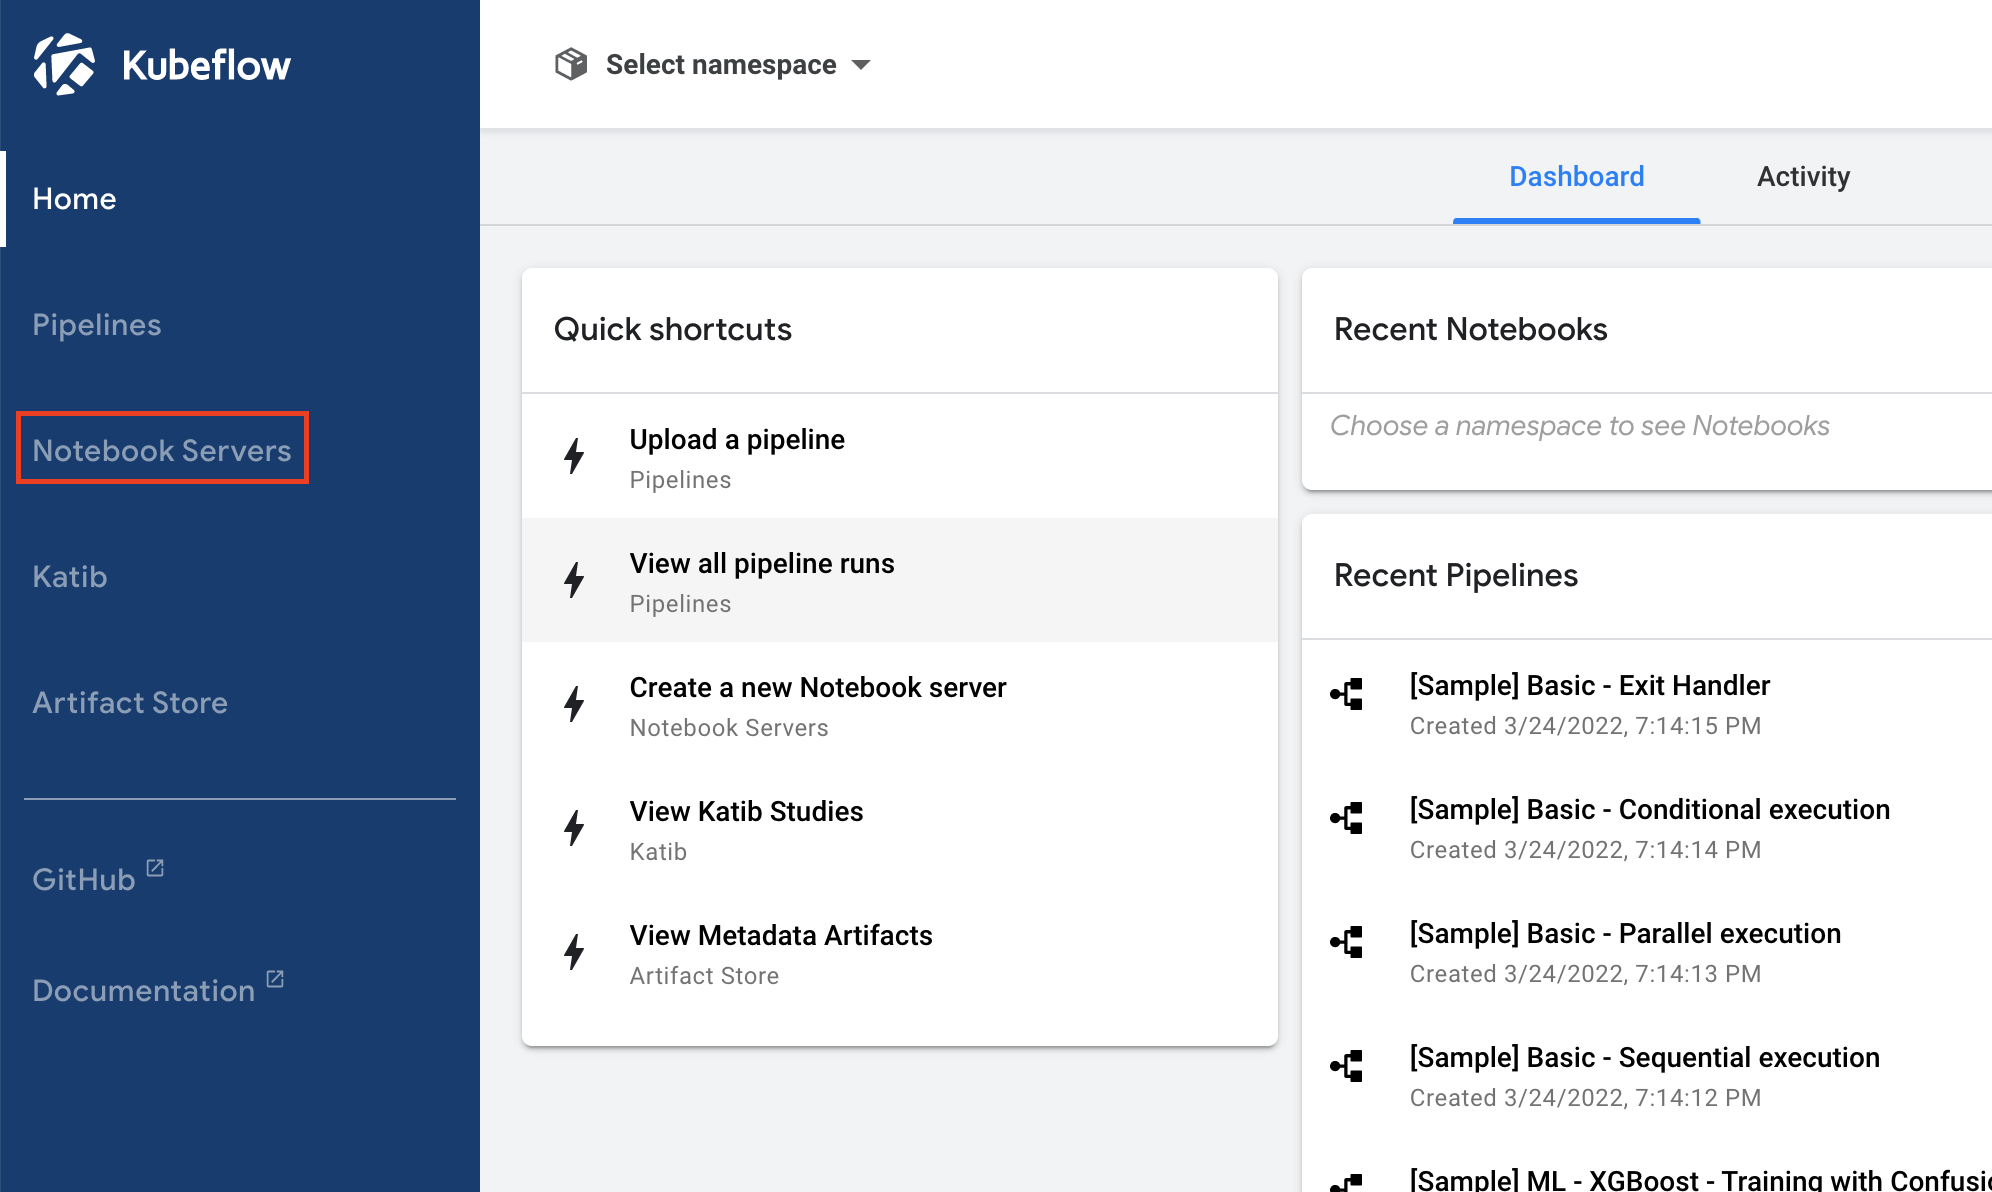 Kubeflow
Home
Pipelines
Notebook Servers
Katib
Artifact Store
GitHub
Documentation
Select namespace
Dashboard
Activity
Quick shortcuts
Upload a pipeline
Pipelines
View all pipeline runs
Pipelines
Create a new Notebook server
Notebook Servers
View Katib Studies
Katib
View Metadata Artifacts
Artifact Store
Recent Notebooks
Choose a namespace to see Notebooks
Recent Pipelines
[Sample] Basic - Exit Handler
Created 3/24/2022, 7:14:15 PM
[Sample] Basic - Conditional execution
Created 3/24/2022, 7:14:14 PM
[Sample] Basic - Parallel execution
Created 3/24/2022, 7:14:13 PM
[Sample] Basic - Sequential execution
Created 3/24/2022, 7:14:12 PM
[Sample] ML - XGBoost - Training with